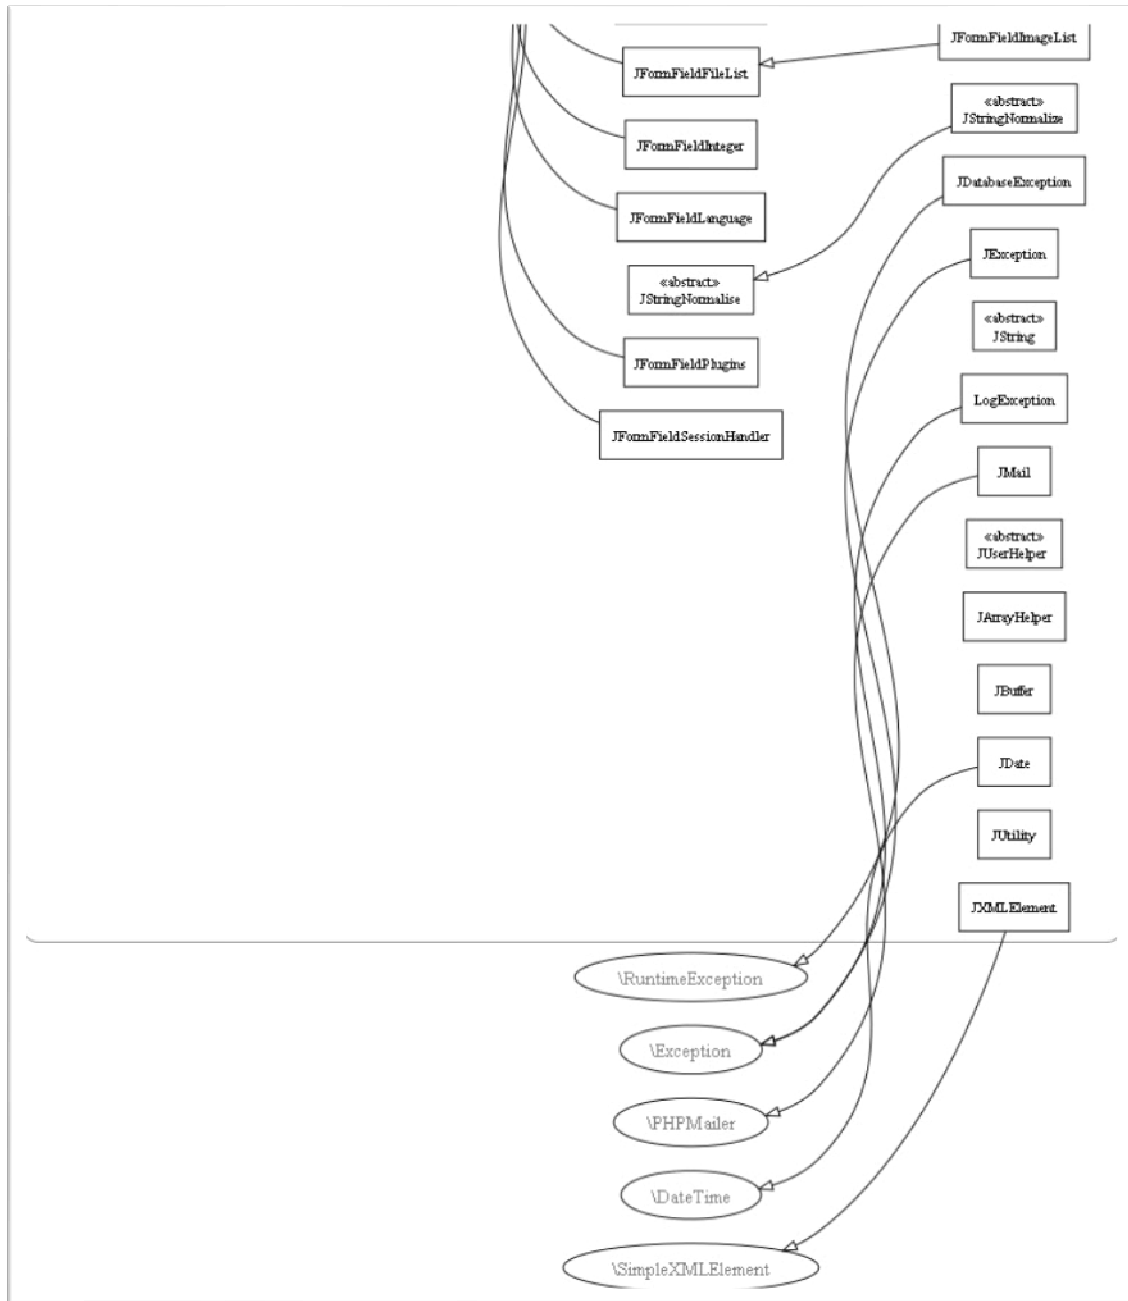 JFormFieldImageList
JFormFieldFileList
«abstract»
JStringNormalize
JFormFieldInteger
JDatabaseException
JFormFieldLanguage
JException
«abstract»
JStringNormalise
«abstract»
JString
JFormFieldPlugins
LogException
JFormFieldSessionHandler
JMail
«abstract»
JUserHelper
JArrayHelper
JBuffer
JDate
JUtility
JXMLElement
\RuntimeException
\Exception
\PHPMailer
\DateTime
\SimpleXMLElement